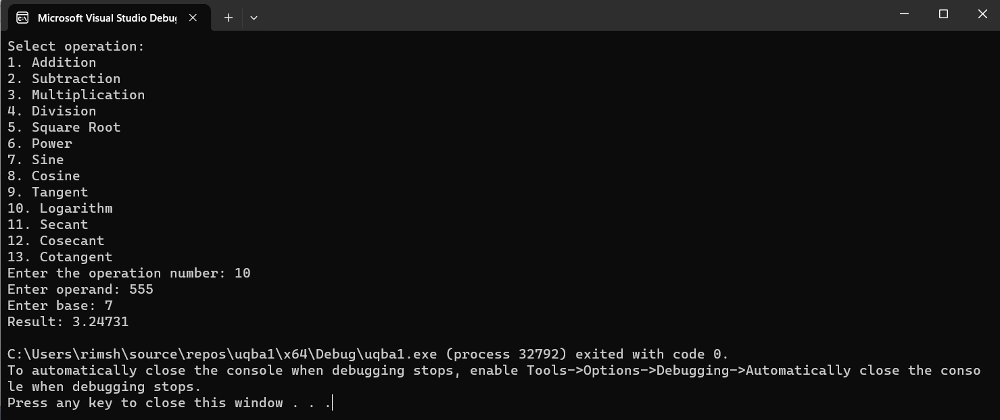 Microsoft Visual Studio Debug
Select operation:
1. Addition
2. Subtraction
3. Multiplication
4. Division
5. Square Root
6. Power
7. Sine
8. Cosine
9. Tangent
10. Logarithm
11. Secant
12. Cosecant
13. Cotangent
Enter the operation number: 10
Enter operand: 555
Enter base: 7
Result: 3.24731
C:\Users\rimsh\source\repos\uqba1\x64\Debug\uqba1.exe (process 32792) exited with code 0.
To automatically close the console when debugging stops, enable Tools->Options->Debugging->Automatically close the conso
le when debugging stops.
Press any key to close this window . . .